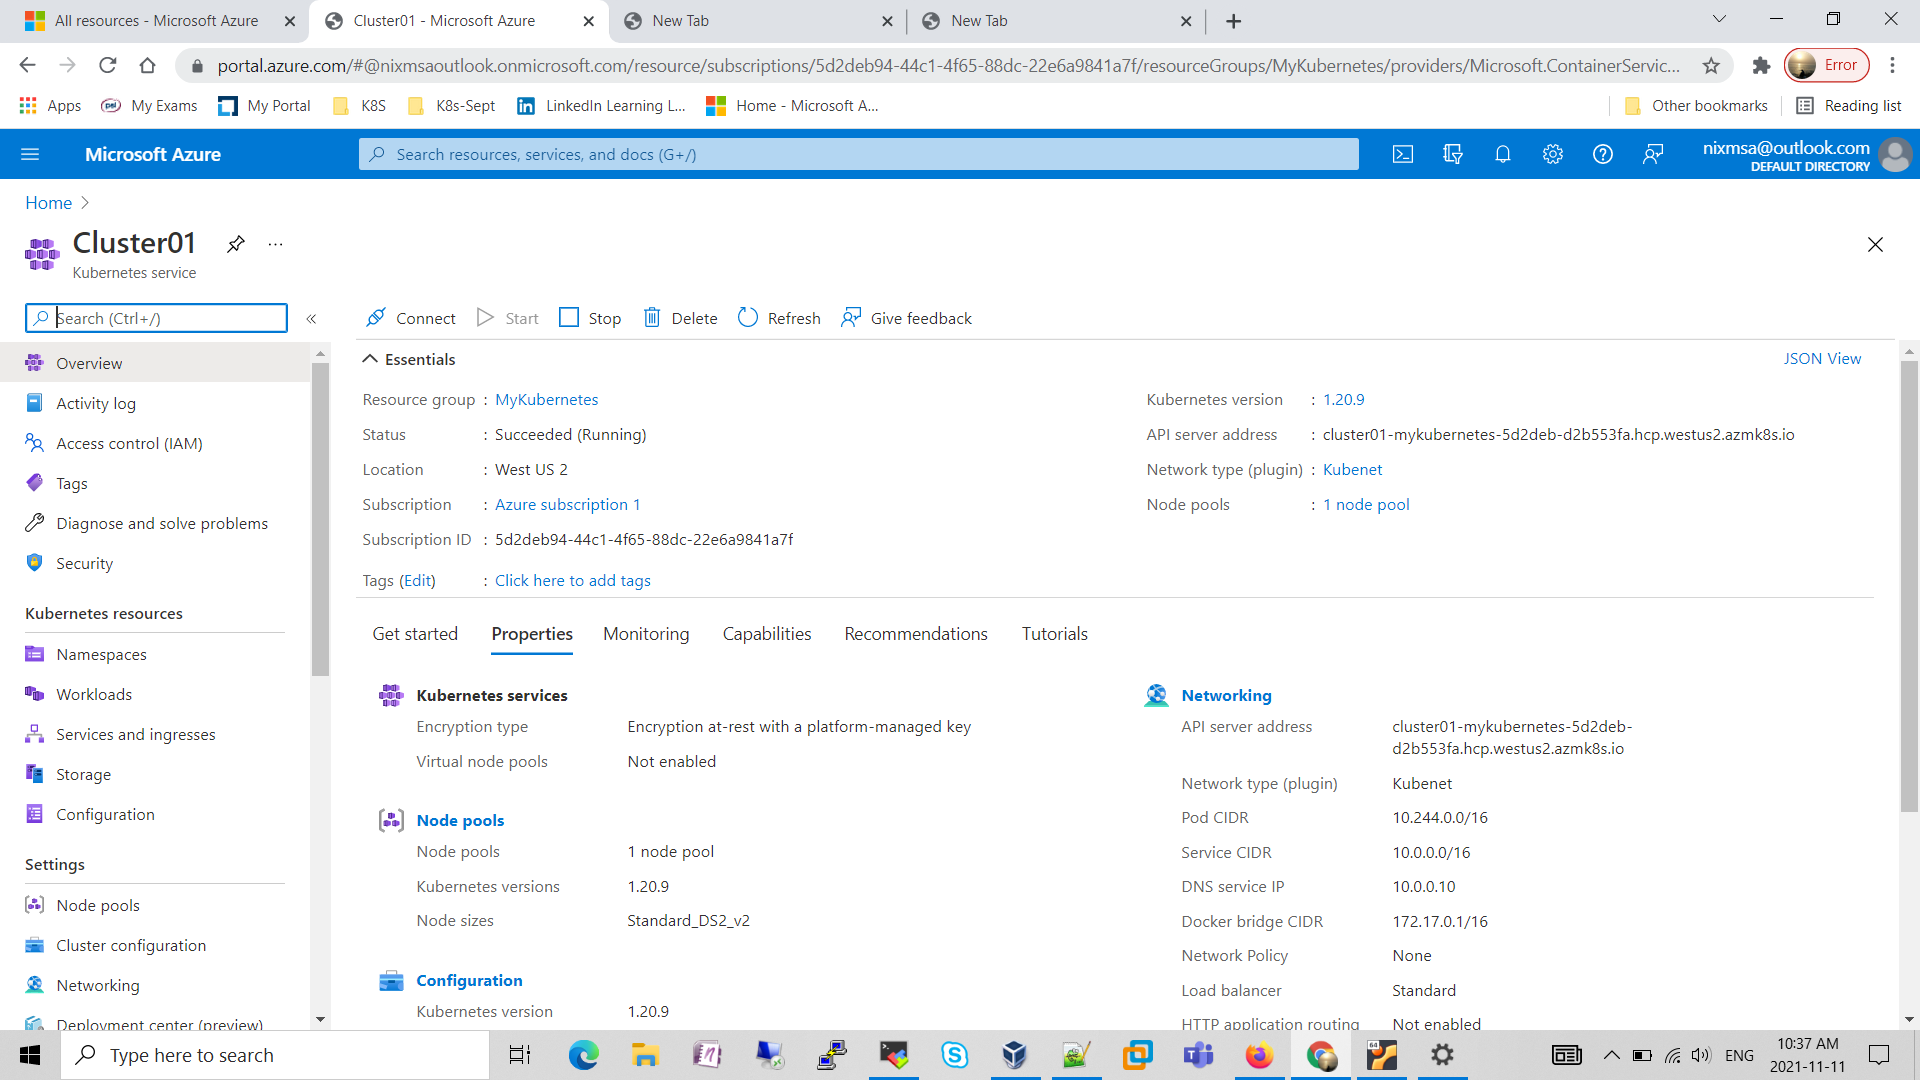 All resources - Microsoft Azure
Cluster01 - Microsoft Azure
New Tab
New Tab
portal.azure.com/#@nixmsaoutlook.onmicrosoft.com/resource/subscriptions/5d2deb94-44c1-4f65-88dc-22e6a9841a7f/resourceGroups/MyKubernetes/providers/Microsoft.ContainerServic...
Error
Apps
My Exams
My Portal
K8S
K8s-Sept
LinkedIn Learning L...
Home - Microsoft A...
Other bookmarks
Reading list
Microsoft Azure
Search resources, services, and docs (G+/)
nixmsa@outlook.com
DEFAULT DIRECTORY
Home
Cluster01
...
Kubernetes service
Search (Ctrl+/)
«
Connect
Start
Stop
Delete
Refresh
Give feedback
Overview
Activity log
Access control (IAM)
Tags
Diagnose and solve problems
Security
Kubernetes resources
Namespaces
Workloads
Services and ingresses
Storage
Configuration
Settings
Node pools
Cluster configuration
Networking
Deployment center (preview)
Essentials
JSON View
Resource group : MyKubernetes
Status : Succeeded (Running)
Location : West US 2
Subscription : Azure subscription 1
Subscription ID : 5d2deb94-44c1-4f65-88dc-22e6a9841a7f
Tags (Edit) : Click here to add tags
Kubernetes version : 1.20.9
API server address : cluster01-mykubernetes-5d2deb-d2b553fa.hcp.westus2.azmk8s.io
Network type (plugin) : Kubenet
Node pools : 1 node pool
Get started
Properties
Monitoring
Capabilities
Recommendations
Tutorials
Kubernetes services
Encryption type Encryption at-rest with a platform-managed key
Virtual node pools Not enabled
Node pools
Node pools 1 node pool
Kubernetes versions 1.20.9
Node sizes Standard_DS2_v2
Configuration
Kubernetes version 1.20.9
Networking
API server address cluster01-mykubernetes-5d2deb-
d2b553fa.hcp.westus2.azmk8s.io
Network type (plugin) Kubenet
Pod CIDR 10.244.0.0/16
Service CIDR 10.0.0.0/16
DNS service IP 10.0.0.10
Docker bridge CIDR 172.17.0.1/16
Network Policy None
Load balancer Standard
HTTP application routing Not enabled
Type here to search
ENG
10:37 AM
2021-11-11